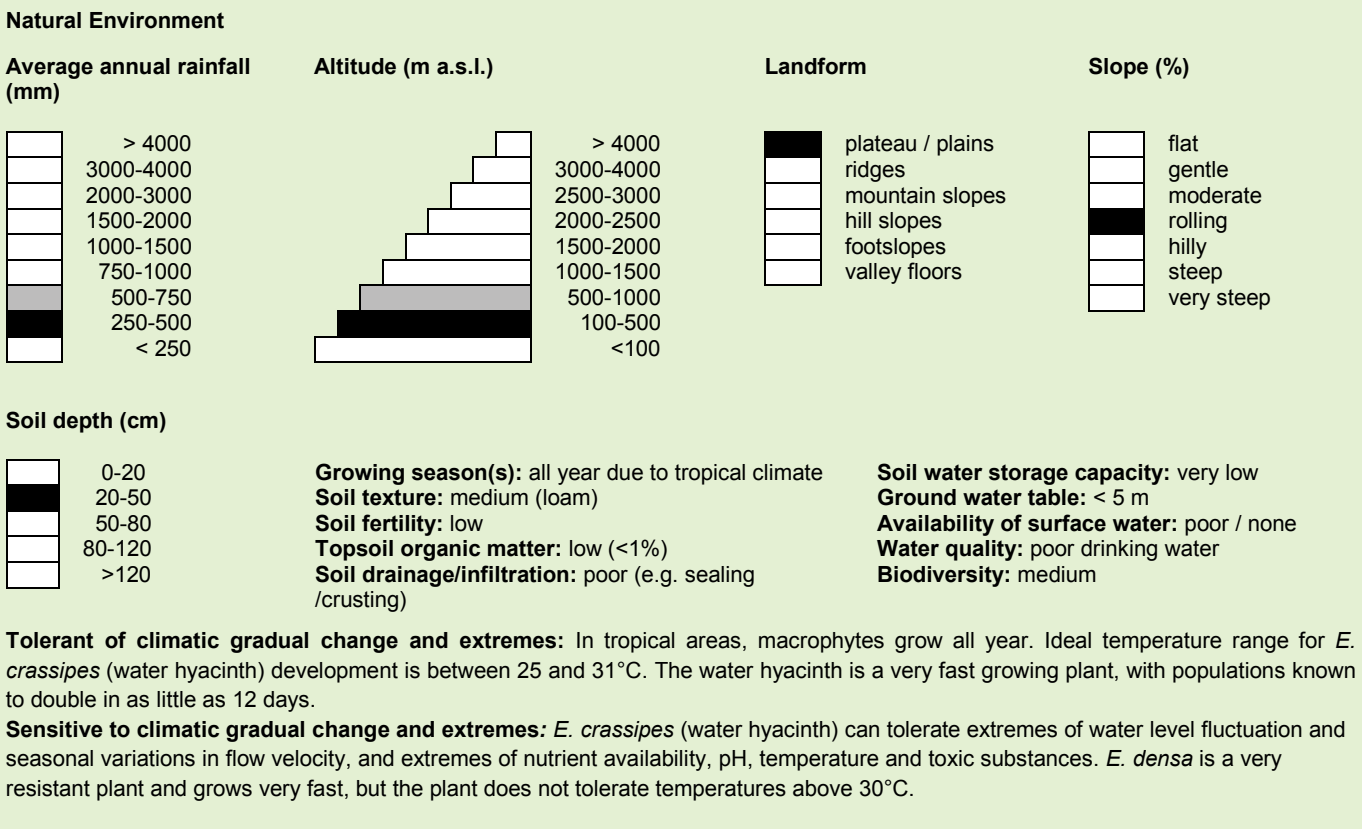 Natural Environment
Average annual rainfall (mm)
> 4000
3000-4000
2000-3000
1500-2000
1000-1500
750-1000
500-750
250-500
< 250
Altitude (m a.s.l.)
> 4000
3000-4000
2500-3000
2000-2500
1500-2000
1000-1500
500-1000
100-500
<100
Landform
plateau / plains
ridges
mountain slopes
hill slopes
footslopes
valley floors
Slope (%)
flat
gentle
moderate
rolling
hilly
steep
very steep
Soil depth (cm)
0-20
20-50
50-80
80-120
>120
Growing season(s): all year due to tropical climate
Soil texture: medium (loam)
Soil fertility: low
Topsoil organic matter: low (<1%)
Soil drainage/infiltration: poor (e.g. sealing
/crusting)
Soil water storage capacity: very low
Ground water table: < 5 m
Availability of surface water: poor / none
Water quality: poor drinking water
Biodiversity: medium
Tolerant of climatic gradual change and extremes: In tropical areas, macrophytes grow all year. Ideal temperature range for E.
crassipes (water hyacinth) development is between 25 and 31°C. The water hyacinth is a very fast growing plant, with populations known
to double in as little as 12 days.
Sensitive to climatic gradual change and extremes: E. crassipes (water hyacinth) can tolerate extremes of water level fluctuation and
seasonal variations in flow velocity, and extremes of nutrient availability, pH, temperature and toxic substances. E. densa is a very
resistant plant and grows very fast, but the plant does not tolerate temperatures above 30°C.